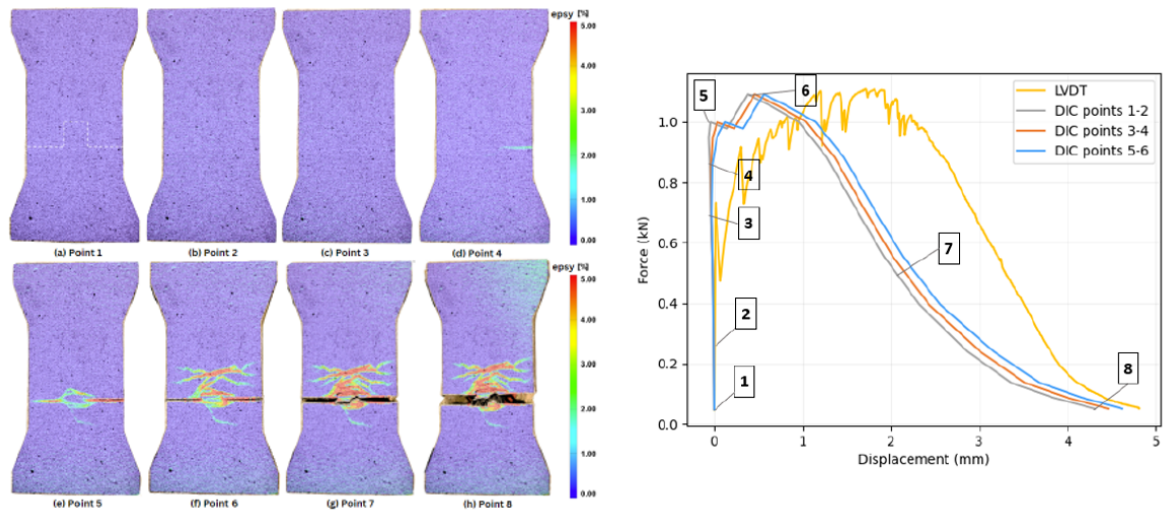 epsy [%]
5.00
4.00
3.00
2.00
1.00
0.00
(a) Point 1
(b) Point 2
(c) Point 3
(d) Point 4
epsy [%]
5.00
4.00
3.00
2.00
1.00
0.00
(e) Point 5
(f) Point 6
(g) Point 7
(h) Point 8
LVDT
DIC points 1-2
DIC points 3-4
DIC points 5-6
5
6
4
3
7
2
8
1
1.0
0.8
0.6
0.4
0.2
0.0
Force (kN)
0
1
2
3
4
5
Displacement (mm)